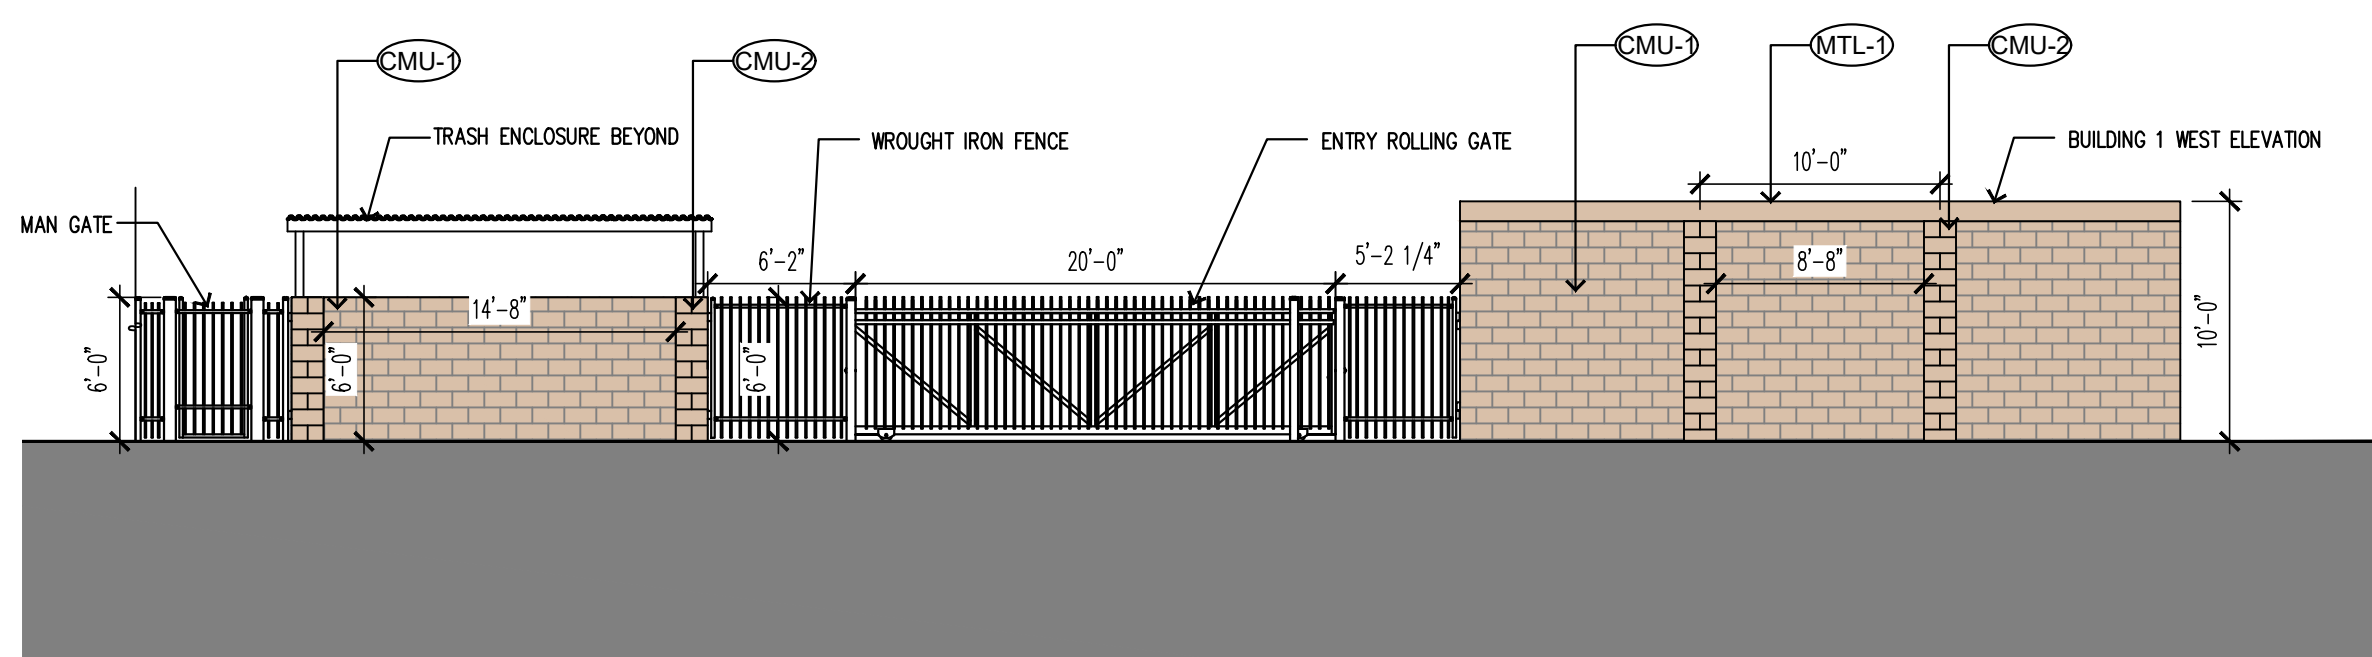 CMU-1
CMU-2
CMU-1
MTL-1
CMU-2
TRASH ENCLOSURE BEYOND
WROUGHT IRON FENCE
ENTRY ROLLING GATE
BUILDING 1 WEST ELEVATION
10'-0"
MAN GATE
6'-2"
20'-0"
5'-2 1/4"
8'-8"
14'-8"
6'-0"
6'-0"
6'-0"
10'-0"